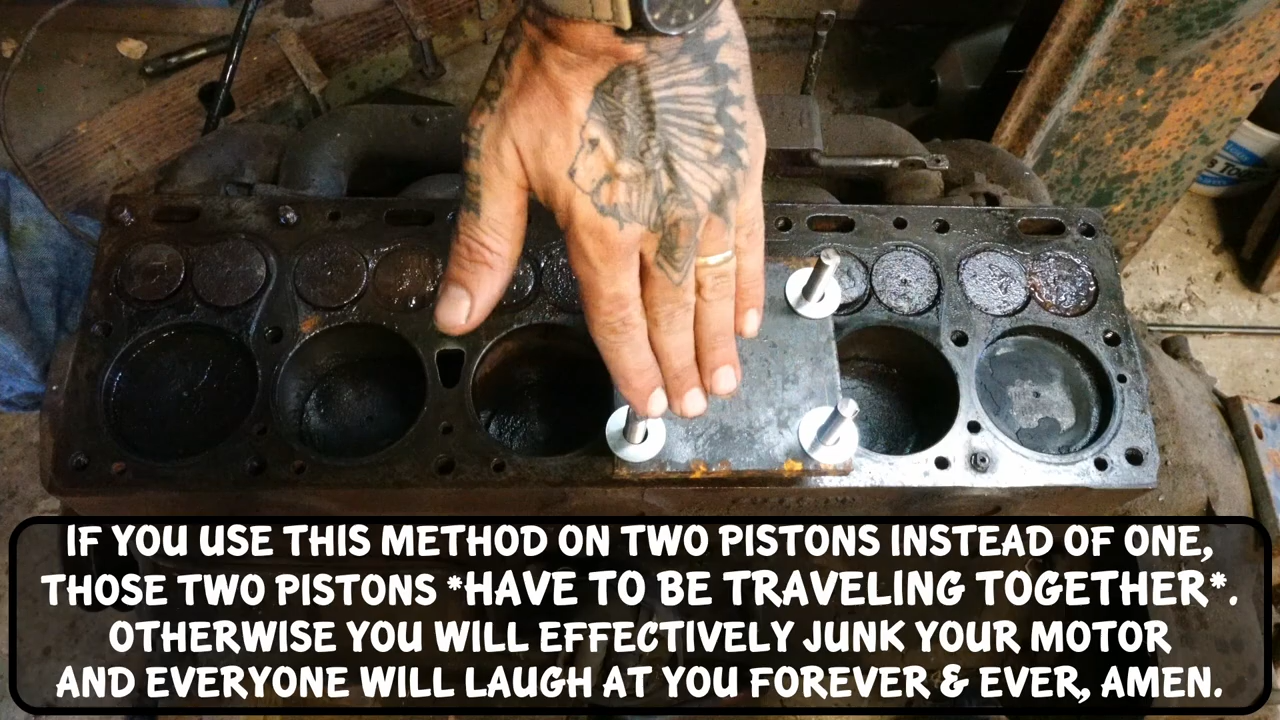 IF YOU USE THIS METHOD ON TWO PISTONS INSTEAD OF ONE,
THOSE TWO PISTONS *HAVE TO BE TRAVELING TOGETHER*.
OTHERWISE YOU WILL EFFECTIVELY JUNK YOUR MOTOR
AND EVERYONE WILL LAUGH AT YOU FOREVER & EVER, AMEN.